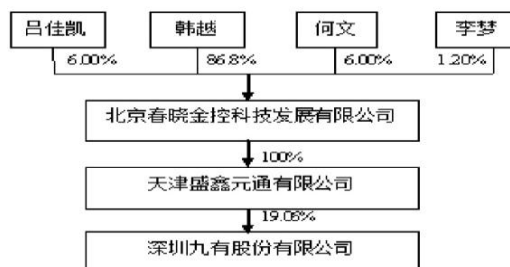 吕佳凯 韩越 何文 李梦
6.00% 86.8% 6.00% 1.20%
北京春晓金控科技发展有限公司
100%
天津盛鑫元通有限公司
19.06%
深圳九有股份有限公司